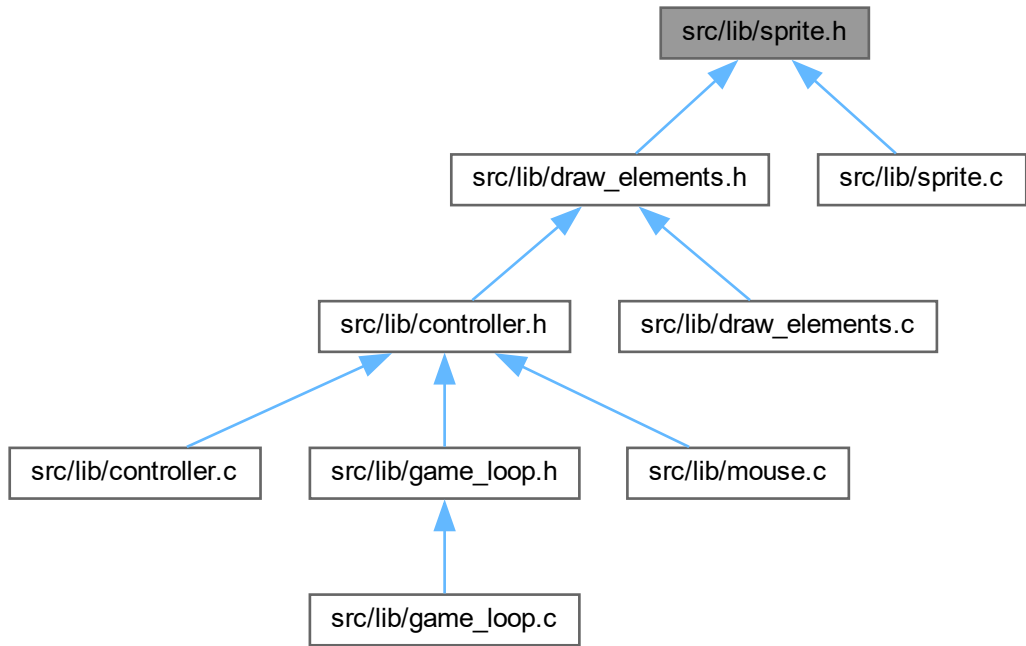 src/lib/sprite.h
src/lib/draw_elements.h
src/lib/sprite.c
src/lib/controller.h
src/lib/draw_elements.c
src/lib/controller.c
src/lib/game_loop.h
src/lib/mouse.c
src/lib/game_loop.c